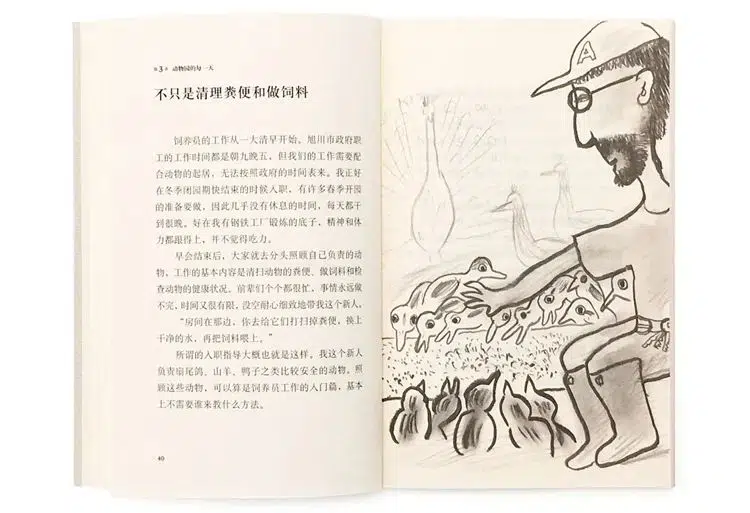 第3章 动物园的每一天
不只是清理粪便和做饲料
饲养员的工作从一大清早开始。旭川市政府职
工的工作时间都是朝九晚五，但我们的工作需要配
合动物的起居，无法按照政府的时间表来。我正好
在冬季闭园期快结束的时候入职，有许多春季开园
的准备要做，因此几乎没有休息的时间，每天都干
到很晚。好在我有钢铁工厂锻炼的底子，精神和体
力都跟得上，并不觉得吃力。
早会结束后，大家就去分头照顾自己负责的动
物，工作的基本内容是清扫动物的粪便、做饲料和检
查动物的健康状况。前辈们个个都很忙，事情永远做
不完，时间又很有限，没空耐心细致地带我这个新人。
“房间在那边，你去给它们打扫掉粪便，换上
干净的水，再把饲料喂上。”
所谓的入职指导大概也就是这样。我这个新人
负责扇尾鸽、山羊、鸭子之类比较安全的动物。照
顾这些动物，可以算是饲养员工作的入门篇，基本
上不需要谁来教什么方法。
40
A